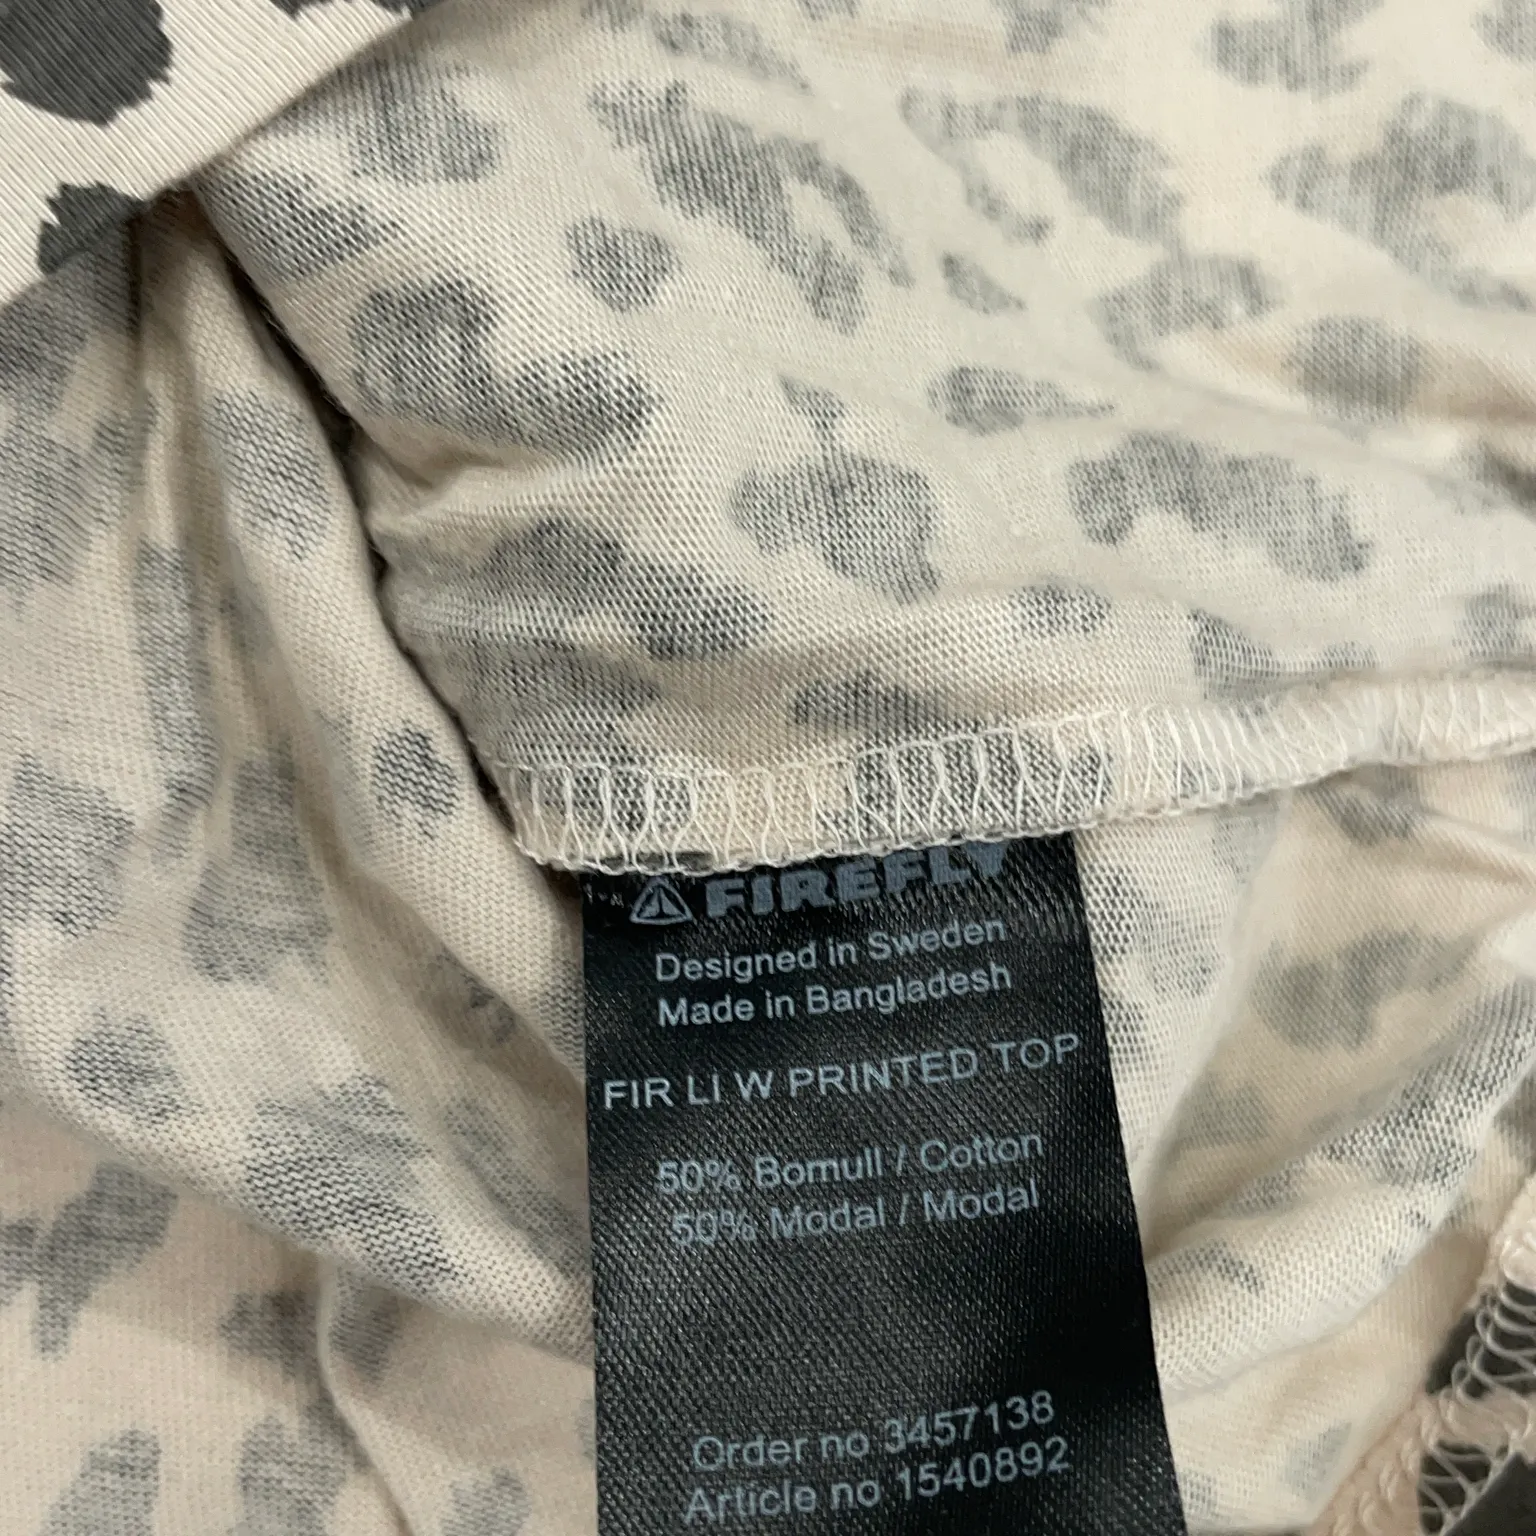 FIREFLY
Designed in Sweden
Made in Bangladesh
FIR LI W PRINTED TOP
50% Bomull / Cotton
50% Modal / Modal
Order no 3457138
Article no 1540892